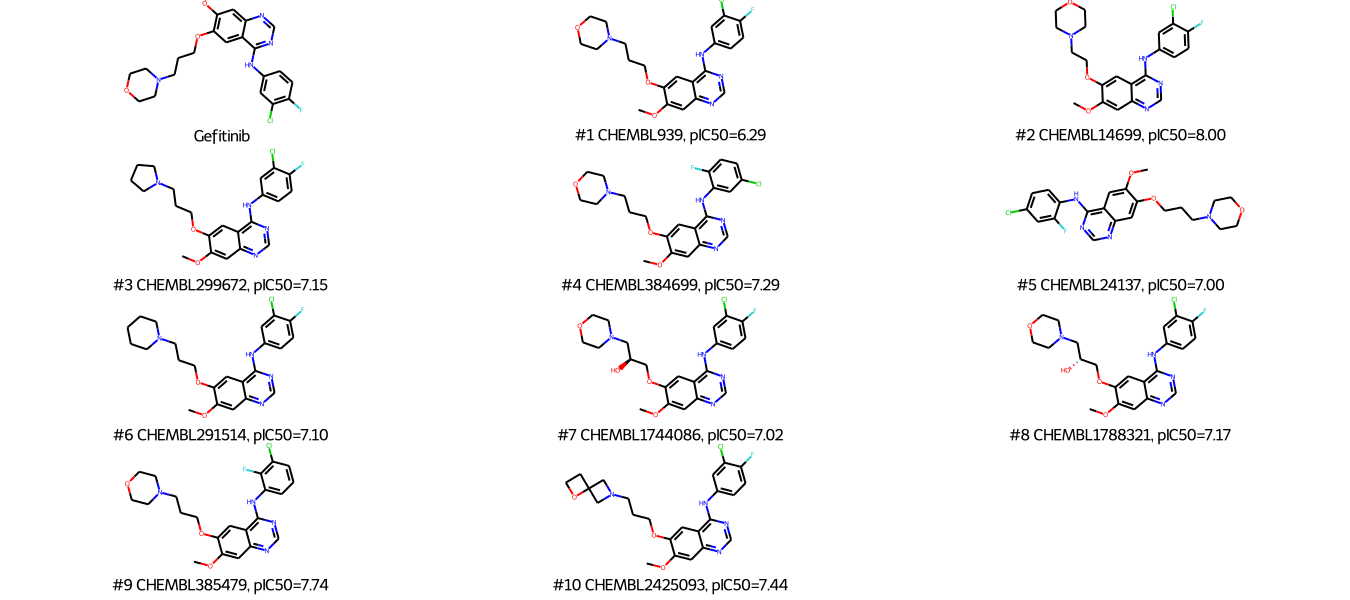 Gefitinib
#1 CHEMBL939, pIC50=6.29
#2 CHEMBL14699, pIC50=8.00
#3 CHEMBL299672, pIC50=7.15
#4 CHEMBL384699, pIC50=7.29
#5 CHEMBL24137, pIC50=7.00
#6 CHEMBL291514, pIC50=7.10
#7 CHEMBL1744086, pIC50=7.02
#8 CHEMBL1788321, pIC50=7.17
#9 CHEMBL385479, pIC50=7.74
#10 CHEMBL2425093, pIC50=7.44